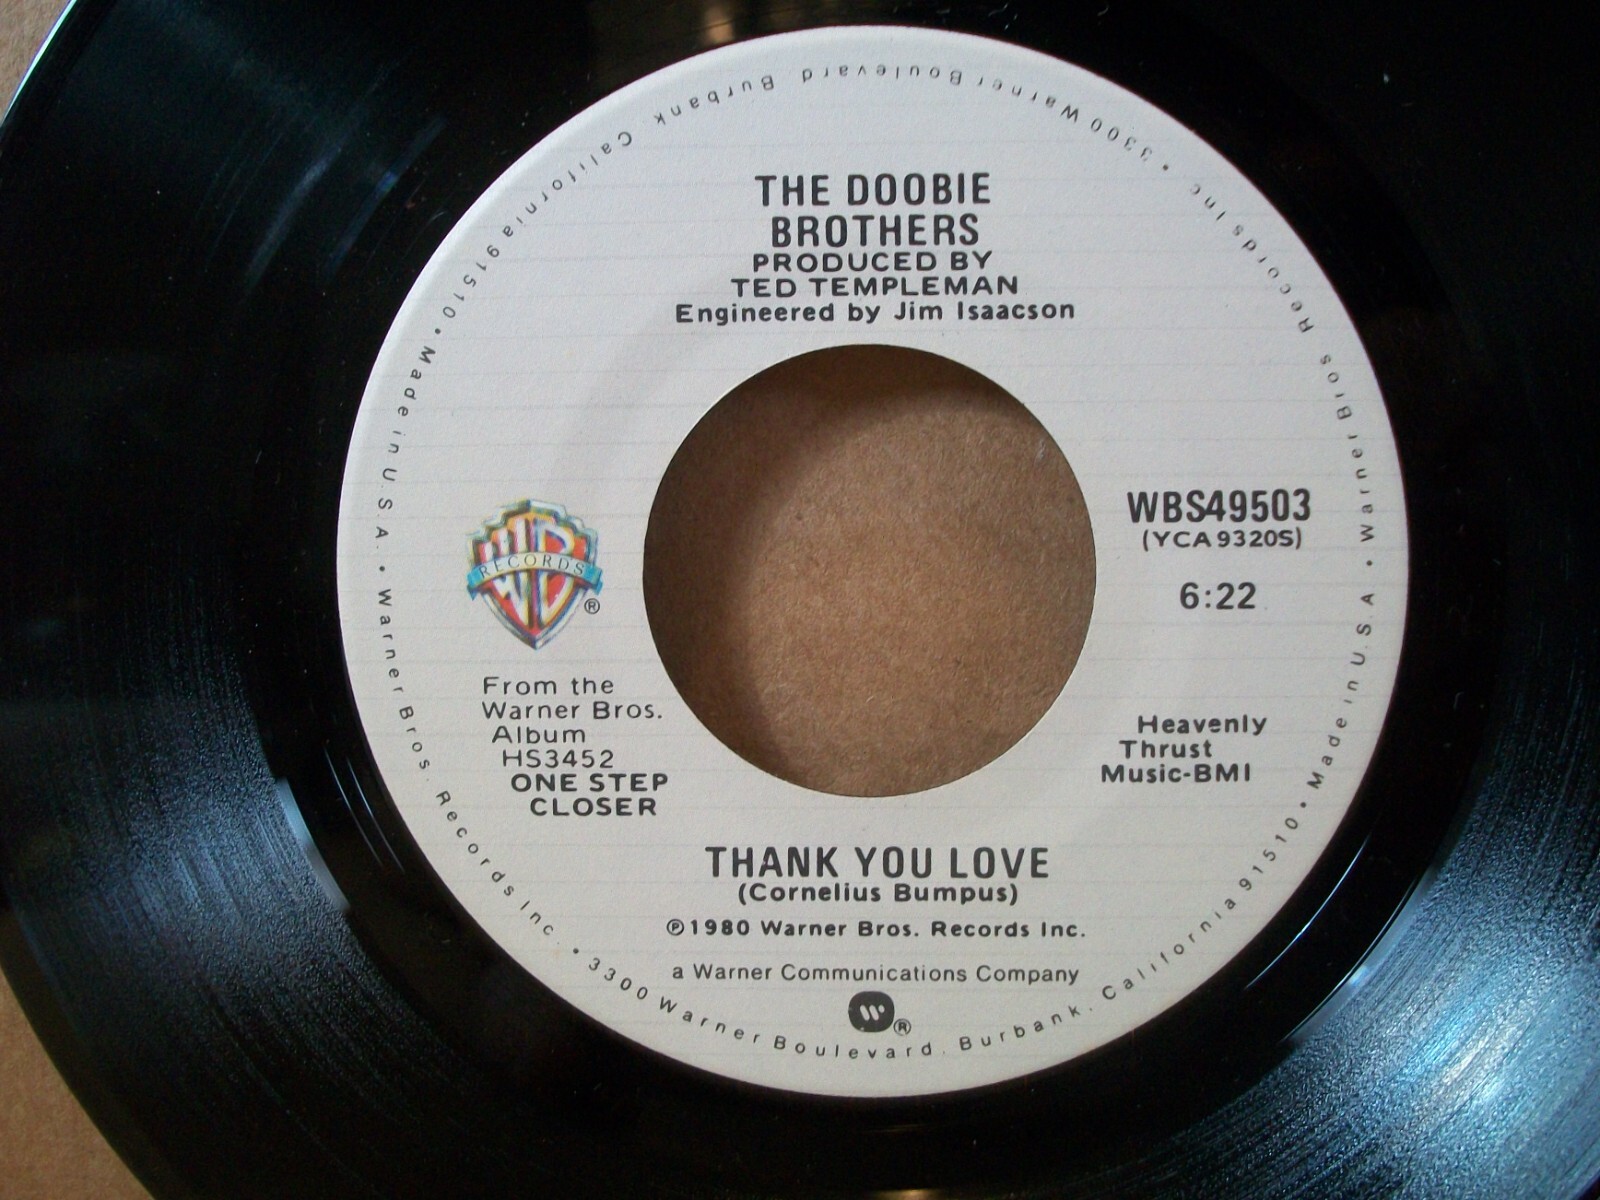 THE DOOBIE
BROTHERS
PRODUCED BY
TED TEMPLEMAN
Engineered by Jim Isaacson
WBS49503
(YCA9320S)
6:22
W B
RECORDS
®
From the
Warner Bros.
Album
HS3452
ONE STEP
CLOSER
Heavenly
Thrust
Music-BMI
THANK YOU LOVE
(Cornelius Bumpus)
℗1980 Warner Bros. Records Inc.
a Warner Communications Company
W®
Warner Bros. Records Inc. • 3300 Warner Boulevard. Burbank. California 91510 • Made in U.S.A. •
Warner Bros Records Inc. • 3300 Warner Boulevard Burbank California 91510 • Made in U.S.A. •